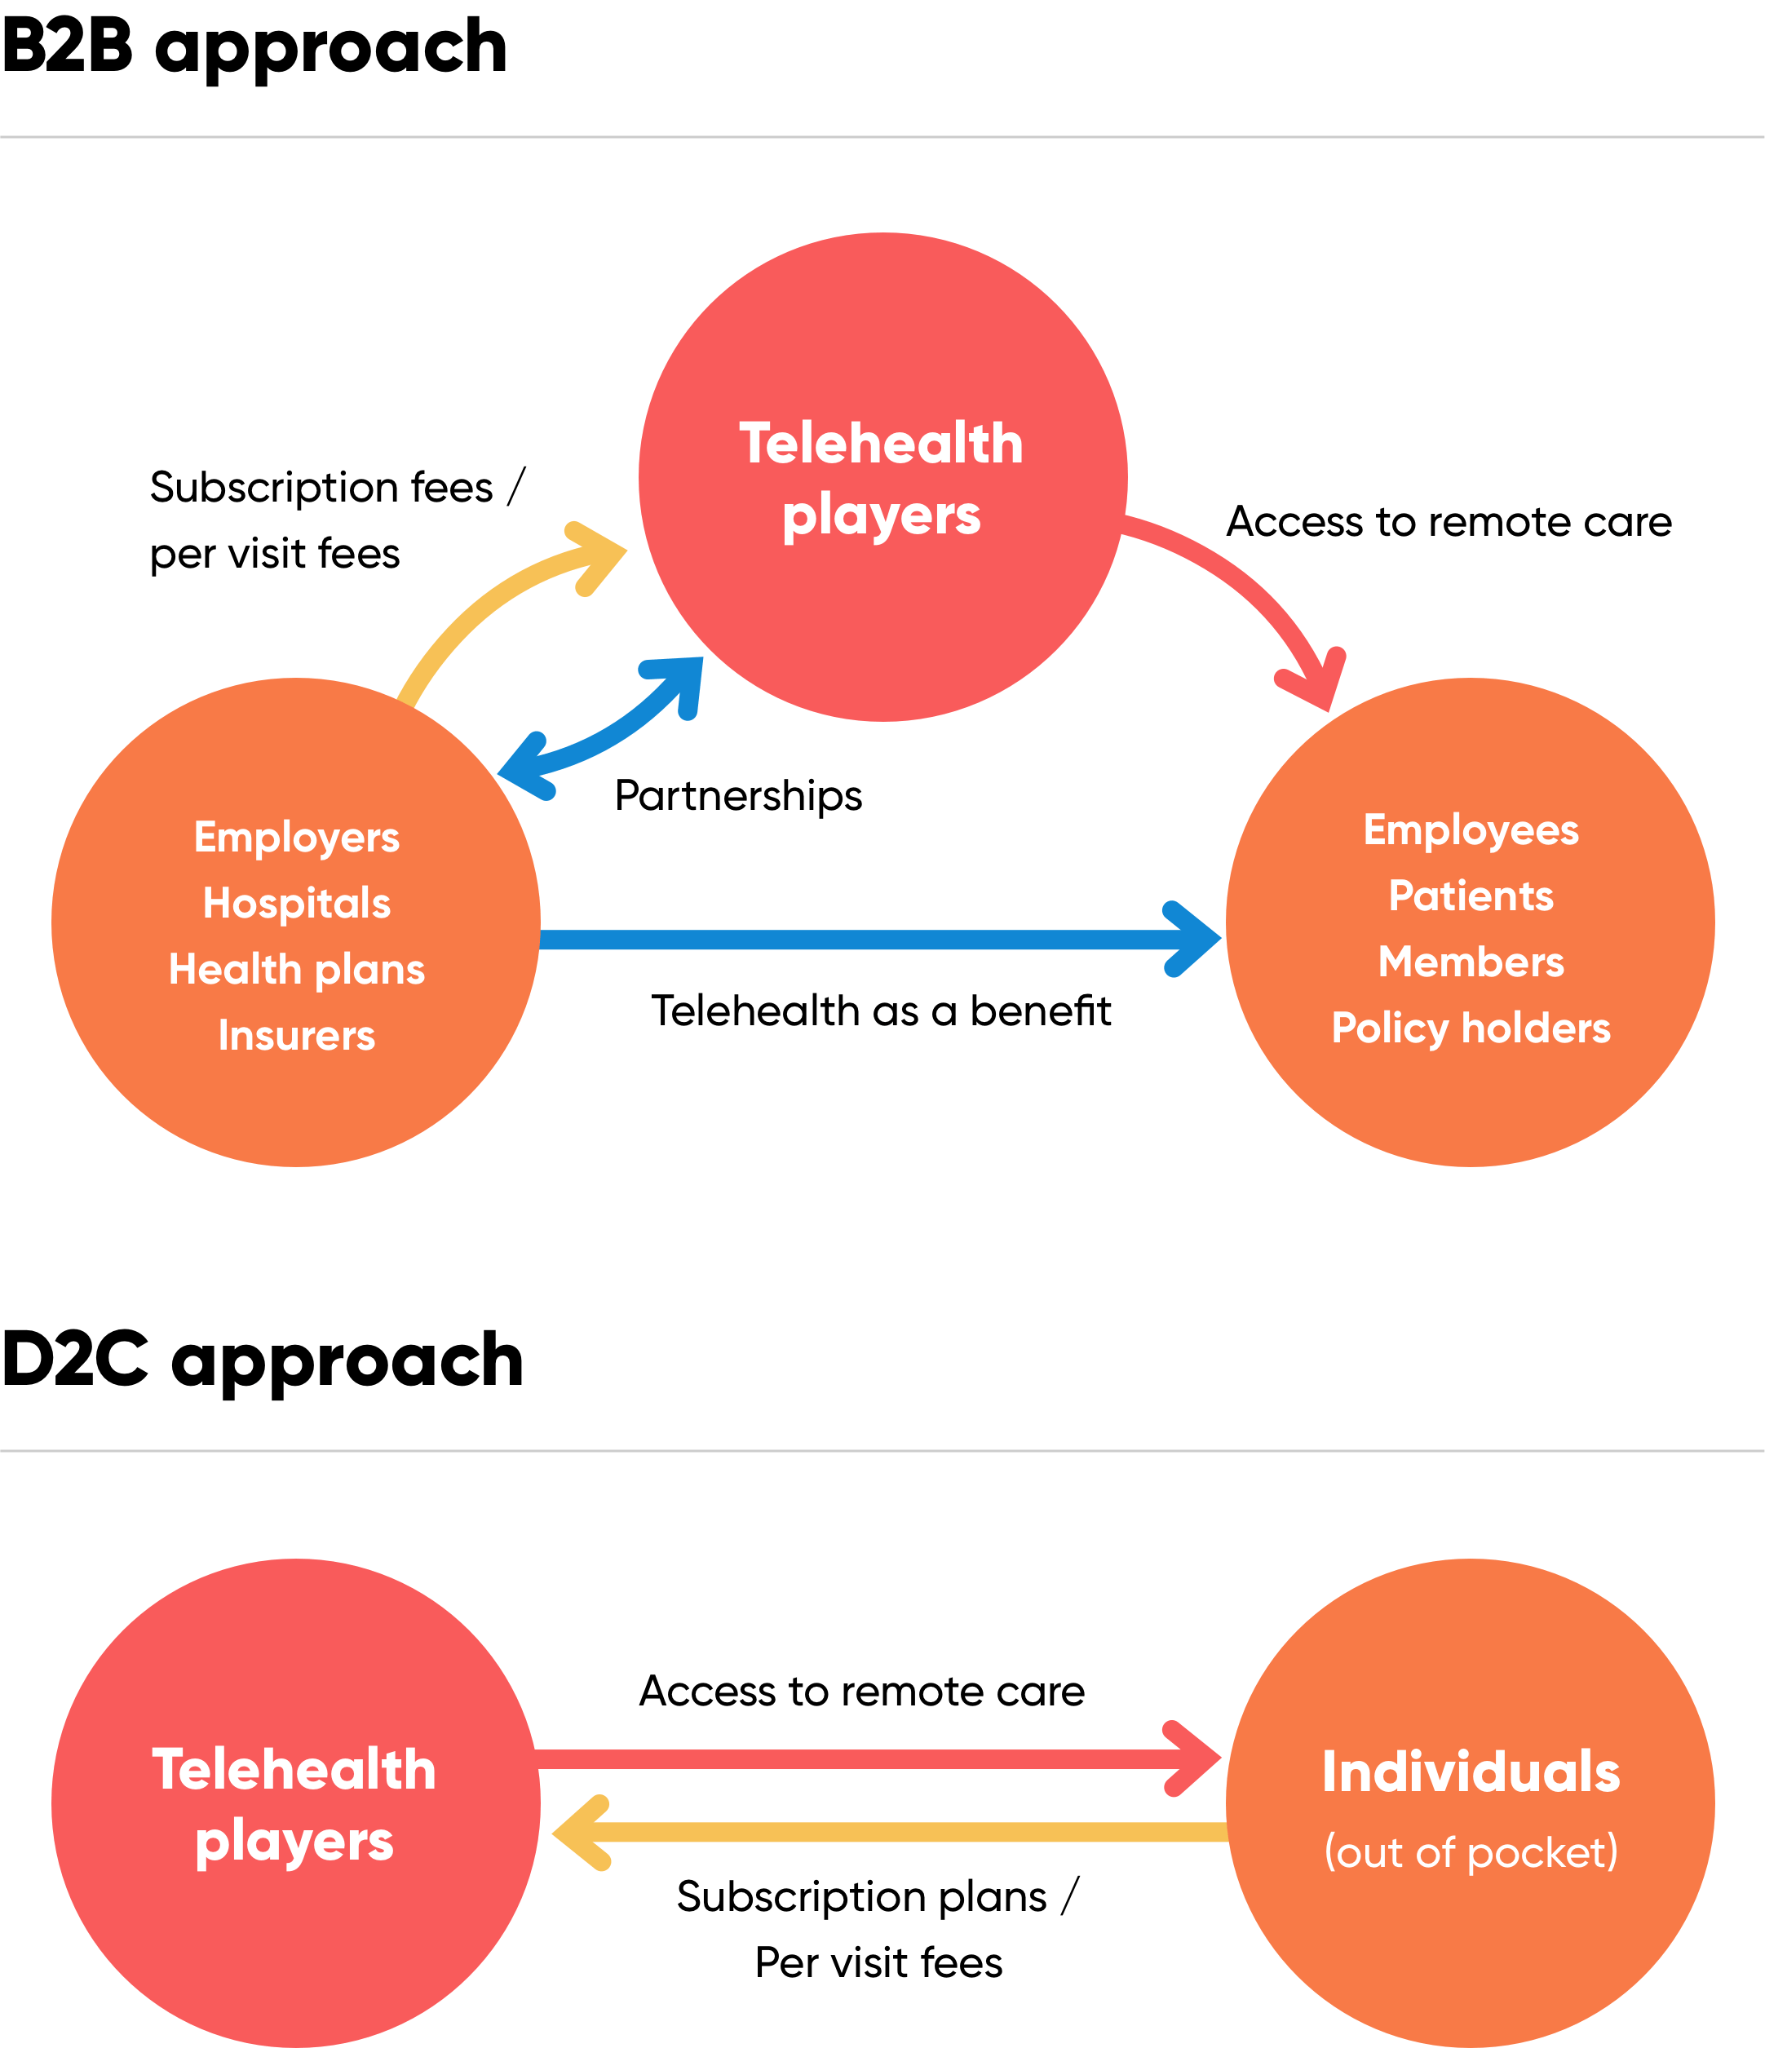 B2B approach
Telehealth
players
Subscription fees /
per visit fees
Access to remote care
Partnerships
Employers
Hospitals
Health plans
Insurers
Employees
Patients
Members
Policy holders
Telehealth as a benefit
D2C approach
Telehealth
players
Access to remote care
Subscription plans /
Per visit fees
Individuals
(out of pocket)